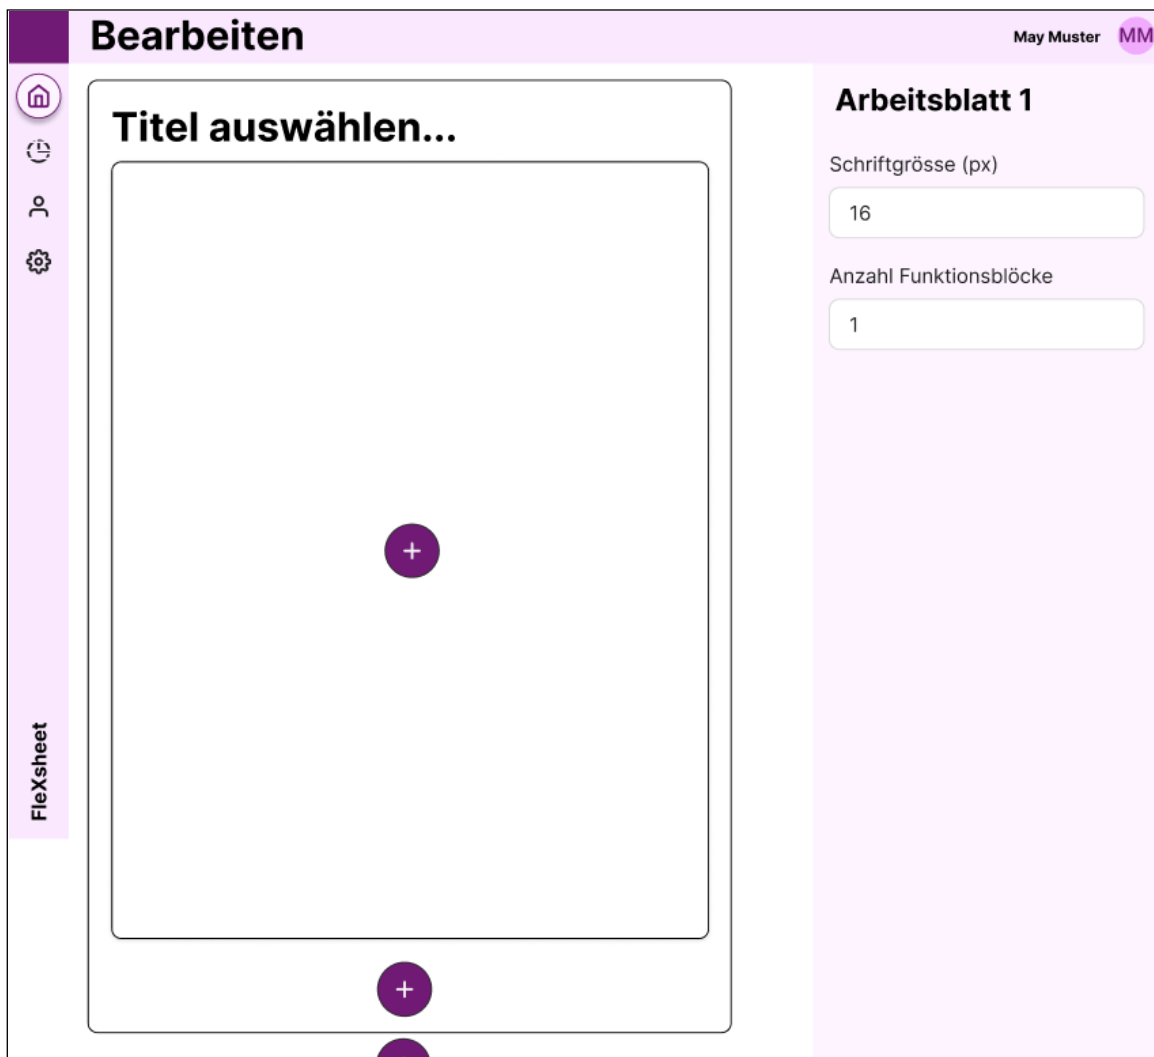 Bearbeiten
May Muster
MM
Titel auswählen...
Arbeitsblatt 1
Schriftgrösse (px)
16
Anzahl Funktionsblöcke
1
FleXsheet